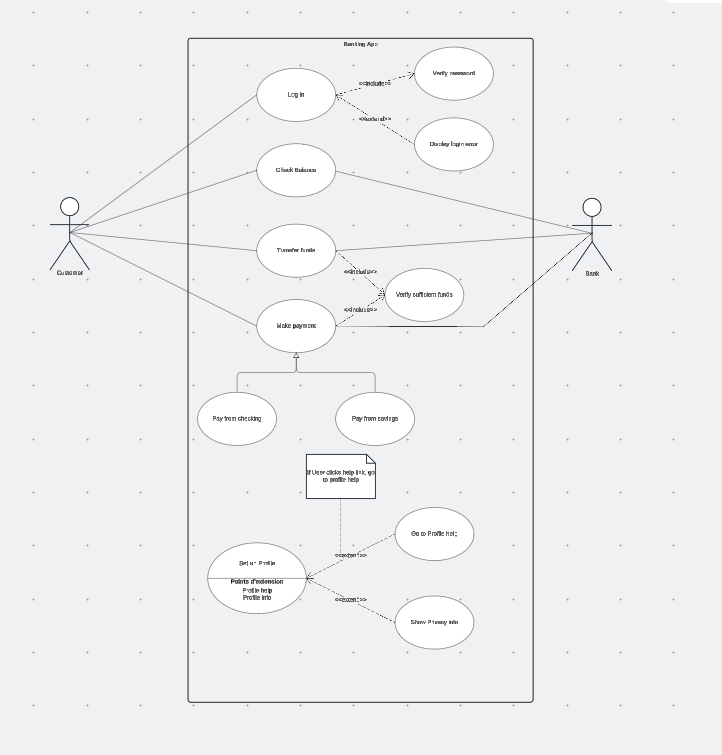 Banking App
Verify password
<<include>>
Log in
<<extend>>
Display login error
Check Balance
Transfer funds
<<include>>
Customer
Bank
Verify sufficient funds
<<include>>
Make payment
Pay from checking
Pay from savings
If User clicks help link, go
to profile help
Go to Profile help
<<extend>>
Set up Profile
Points d'extension
Profile help
Profile info
<<extend>>
Show Privacy Info